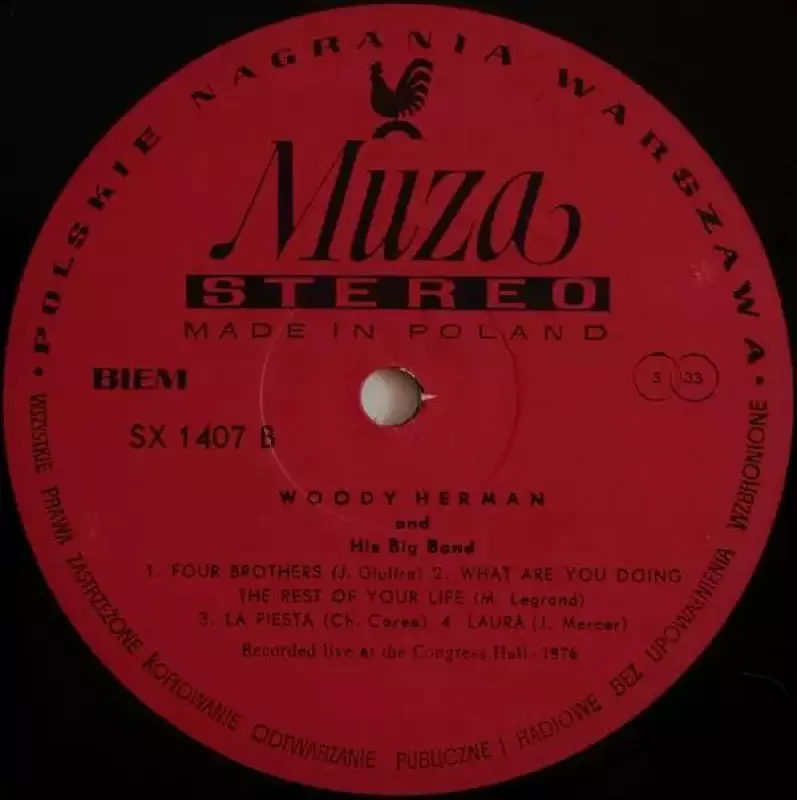 • POLSKIE NAGRANIA WARSZAWA •
Muza
STEREO
MADE IN POLAND
BIEM
S 33
SX 1407 B
WOODY HERMAN
and
His Big Band
1. FOUR BROTHERS (J. Giuffre) 2. WHAT ARE YOU DOING
THE REST OF YOUR LIFE (M. Legrand)
3. LA FIESTA (Ch. Corea) 4 LAURA (J. Mercer)
Recorded live at the Congress Hall - 1976
WSZYSTKIE PRAWA ZASTRZEŻONE KOPIOWANIE ODTWARZANIE PUBLICZNE I RADIOWE BEZ UPOWAŻNIENIA WZBRONIONE